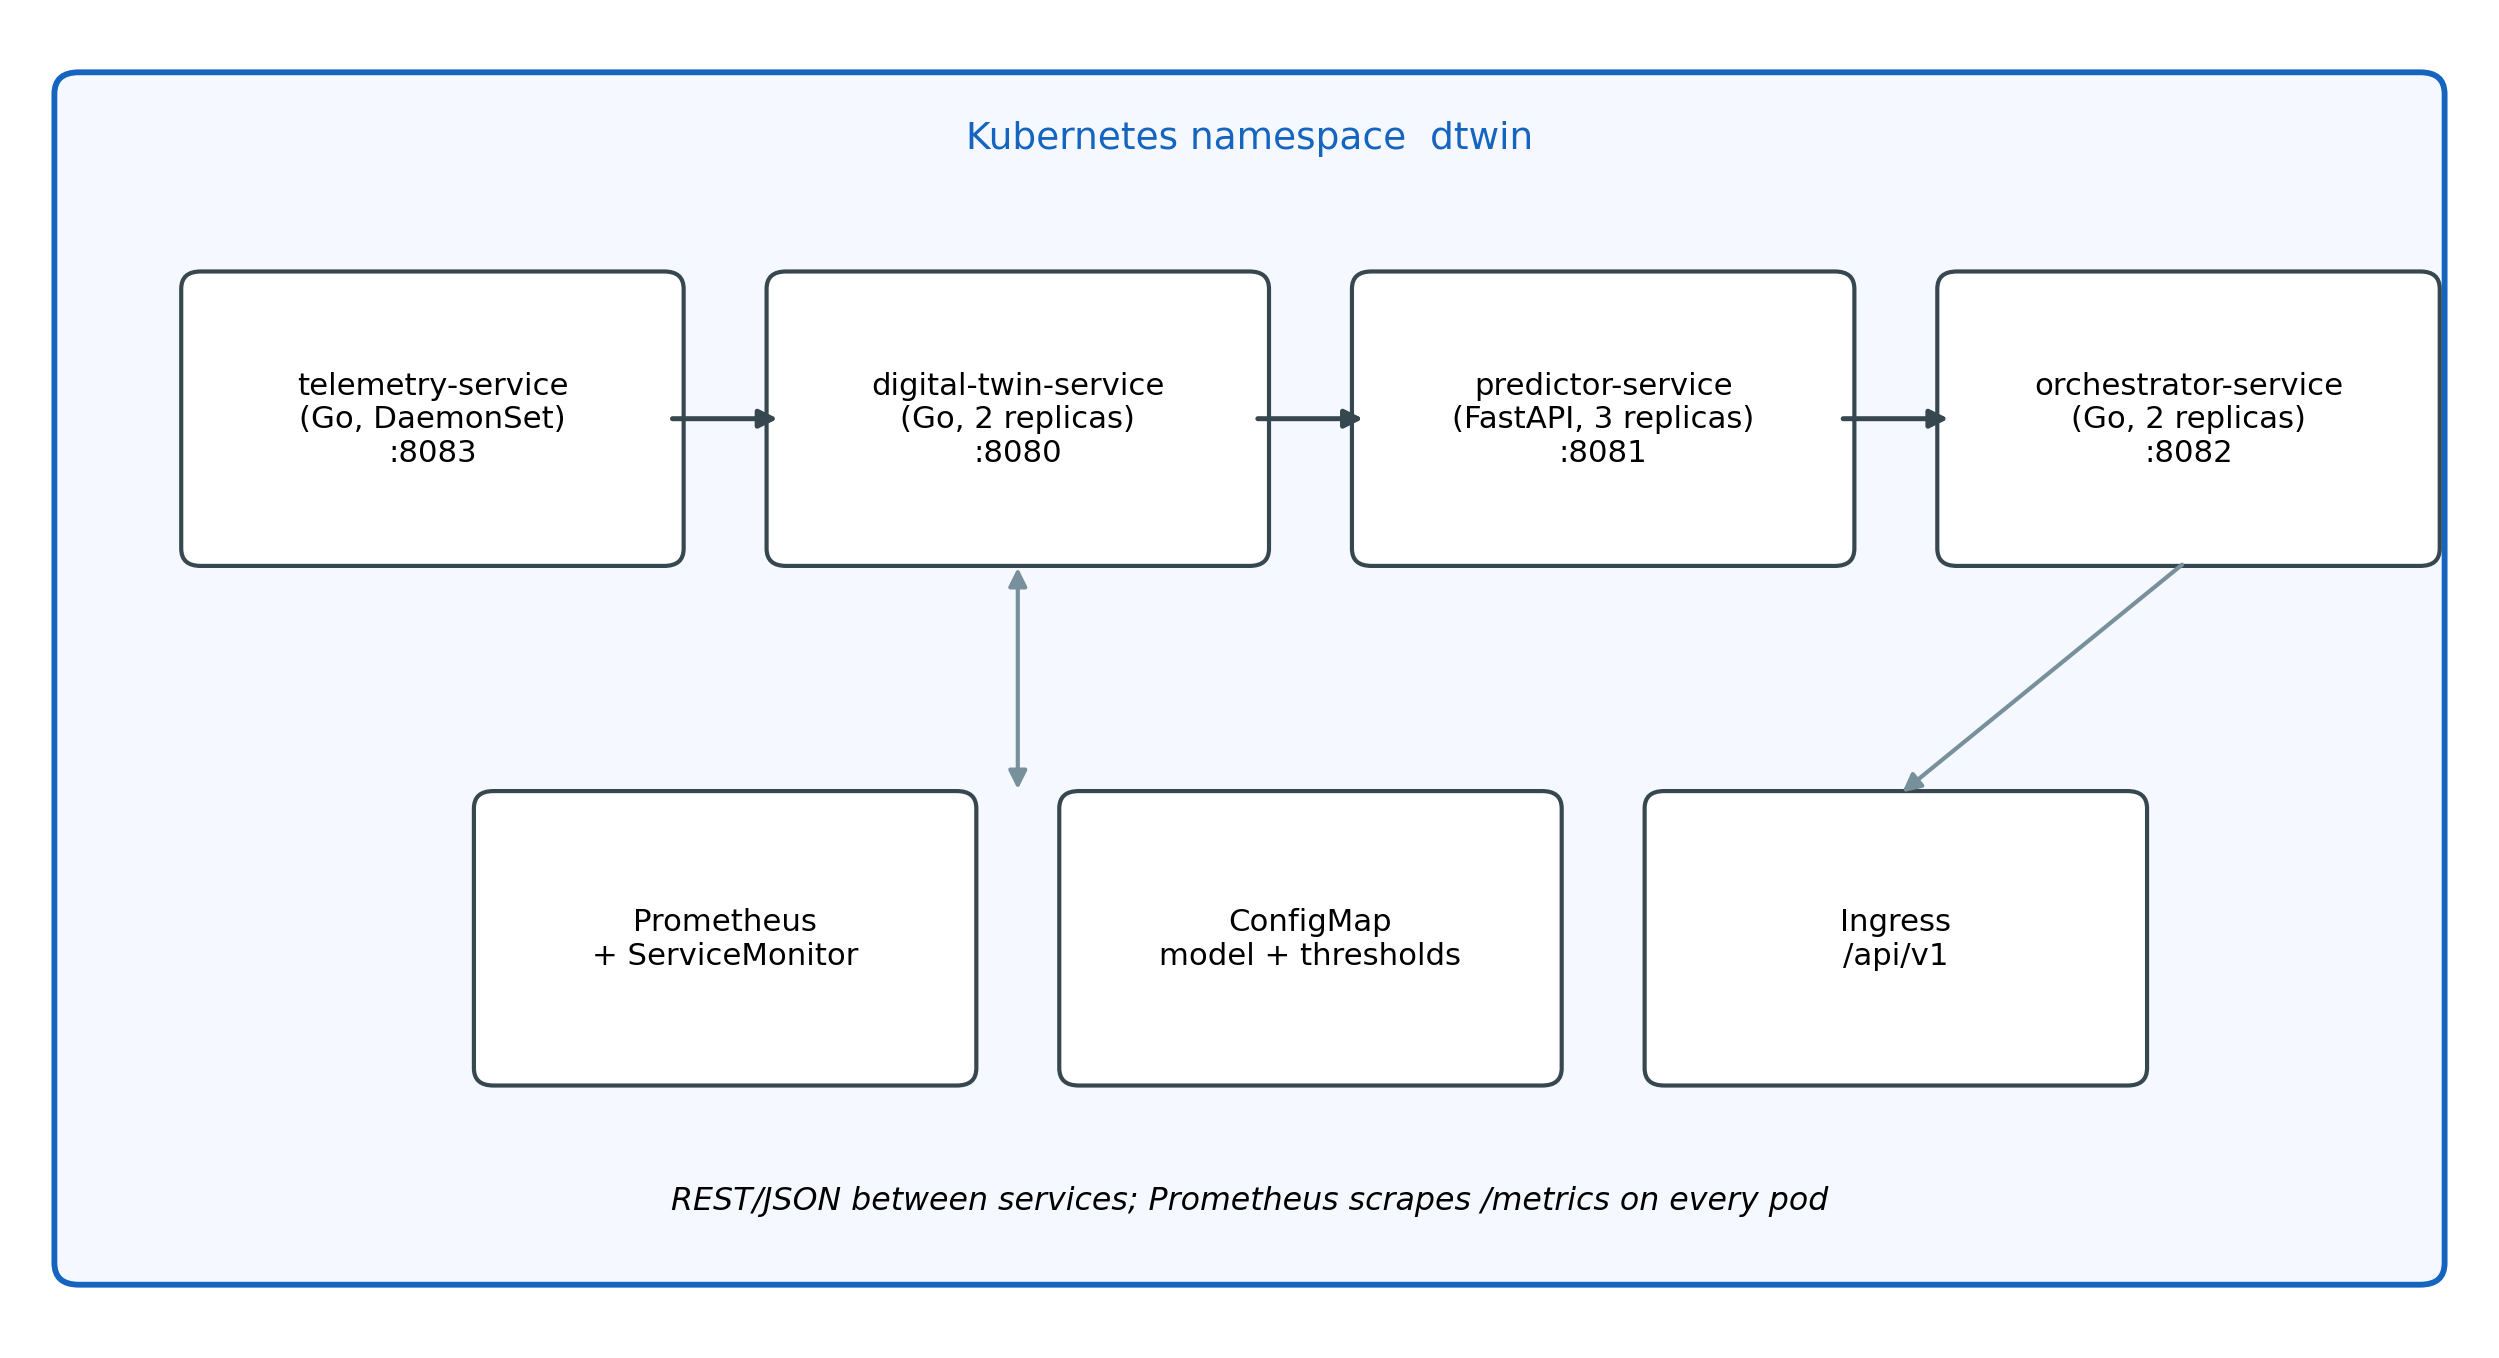 Kubernetes namespace  dtwin
telemetry-service
(Go, DaemonSet)
:8083
digital-twin-service
(Go, 2 replicas)
:8080
predictor-service
(FastAPI, 3 replicas)
:8081
orchestrator-service
(Go, 2 replicas)
:8082
Prometheus
+ ServiceMonitor
ConfigMap
model + thresholds
Ingress
/api/v1
REST/JSON between services; Prometheus scrapes /metrics on every pod